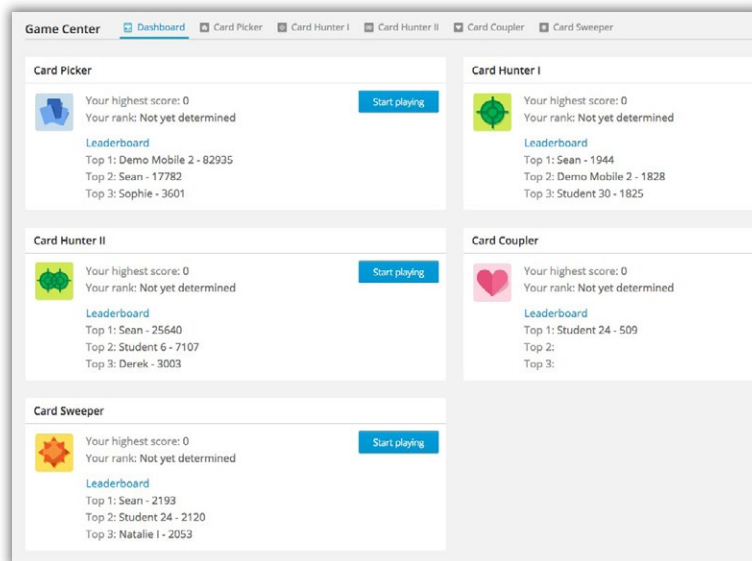 Game Center Dashboard Card Picker Card Hunter I Card Hunter II Card Coupler Card Sweeper
Card Picker
Your highest score: 0
Start playing
Your rank: Not yet determined
Leaderboard
Top 1: Demo Mobile 2 - 82935
Top 2: Sean - 17782
Top 3: Sophie - 3601
Card Hunter I
Your highest score: 0
Your rank: Not yet determined
Leaderboard
Top 1: Sean - 1944
Top 2: Demo Mobile 2 - 1828
Top 3: Student 30 - 1825
Card Hunter II
Your highest score: 0
Start playing
Your rank: Not yet determined
Leaderboard
Top 1: Sean - 25640
Top 2: Student 6 - 7107
Top 3: Derek - 3003
Card Coupler
Your highest score: 0
Your rank: Not yet determined
Leaderboard
Top 1: Student 24 - 509
Top 2:
Top 3:
Card Sweeper
Your highest score: 0
Start playing
Your rank: Not yet determined
Leaderboard
Top 1: Sean - 2193
Top 2: Student 24 - 2120
Top 3: Natalie I - 2053